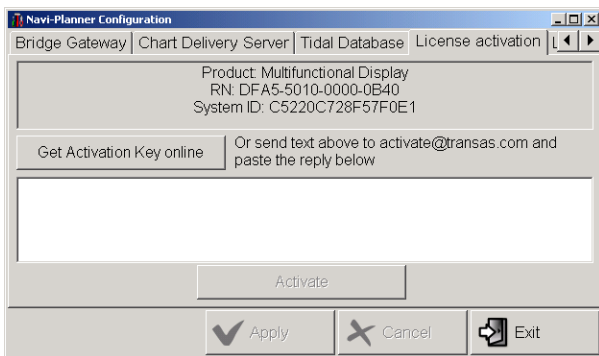 Navi-Planner Configuration
Bridge Gateway Chart Delivery Server Tidal Database License activation
Product: Multifunctional Display
RN: DFA5-5010-0000-0B40
System ID: C5220C728F57F0E1
Get Activation Key online
Or send text above to activate@transas.com and
paste the reply below
Activate
Apply Cancel Exit